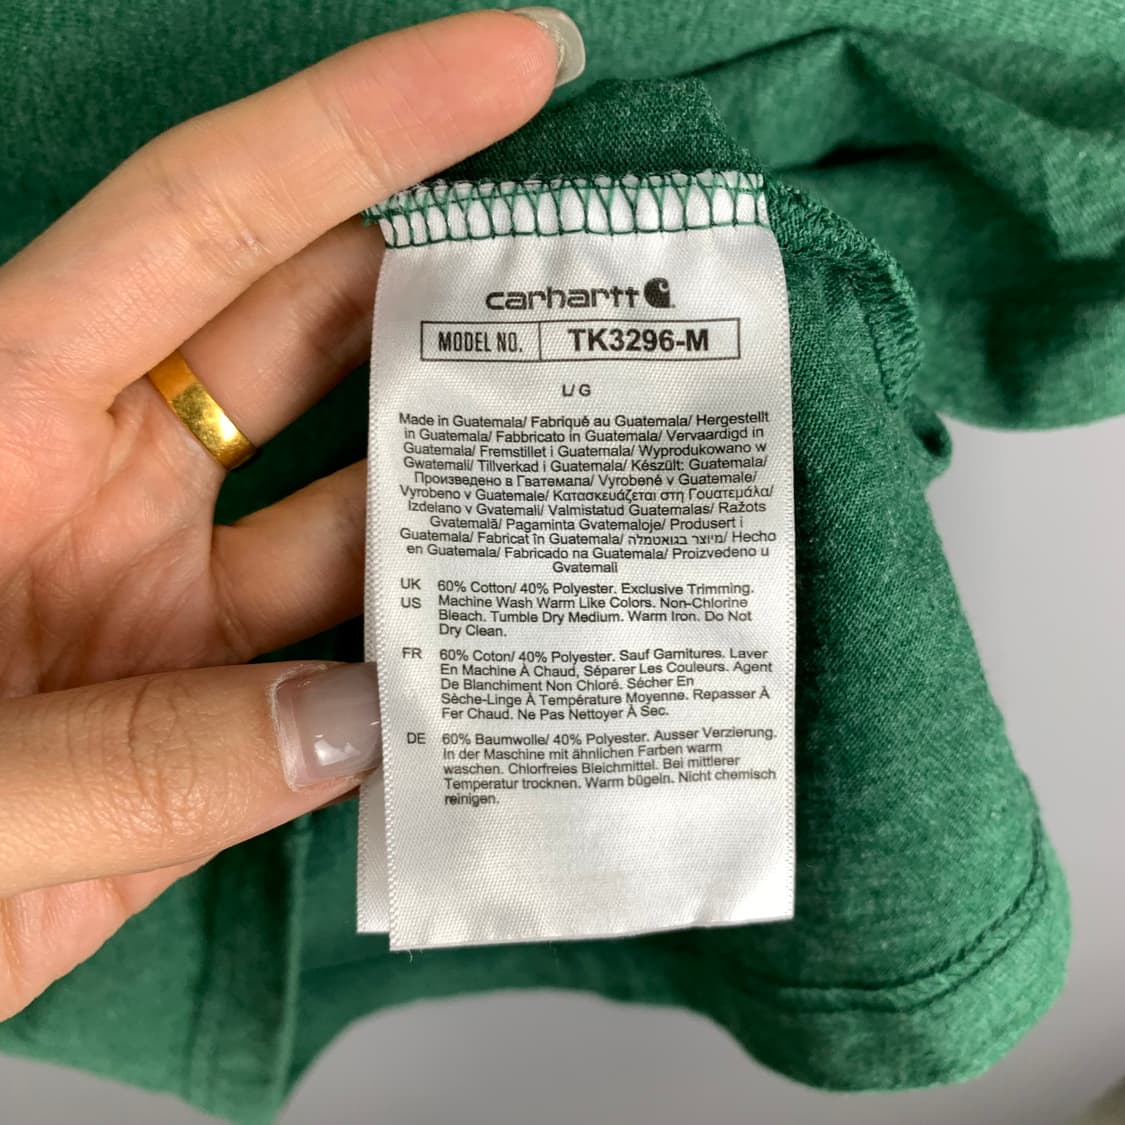 carhartt
MODEL NO. TK3296-M
L/G
Made in Guatemala/ Fabriqué au Guatemala/ Hergestellt
in Guatemala/ Fabbricato in Guatemala/ Vervaardigd in
Guatemala/ Fremstillet i Guatemala/ Wyprodukowano w
Gwatemali/ Tillverkad i Guatemala/ Készült: Guatemala/
Произведено в Гватемала/ Vyrobené v Guatemale/
Vyrobeno v Guatemale/ Κατασκευάζεται στη Γουατεμάλα/
Izdelano v Gvatemali/ Valmistatud Guatemalas/ Ražots
Gvatemalā/ Pagaminta Gvatemaloje/ Produsert i
Guatemala/ Fabricat în Guatemala/ מיוצר בגואטמלה/ Hecho
en Guatemala/ Fabricado na Guatemala/ Proizvedeno u
Gvatemali
UK 60% Cotton/ 40% Polyester. Exclusive Trimming.
US Machine Wash Warm Like Colors. Non-Chlorine
Bleach. Tumble Dry Medium. Warm Iron. Do Not
Dry Clean.
FR 60% Coton/ 40% Polyester. Sauf Garnitures. Laver
En Machine À Chaud, Séparer Les Couleurs. Agent
De Blanchiment Non Chloré. Sécher En
Sèche-Linge À Température Moyenne. Repasser À
Fer Chaud. Ne Pas Nettoyer À Sec.
DE 60% Baumwolle/ 40% Polyester. Ausser Verzierung.
In der Maschine mit ähnlichen Farben warm
waschen. Chlorfreies Bleichmittel. Bei mittlerer
Temperatur trocknen. Warm bügeln. Nicht chemisch
reinigen.